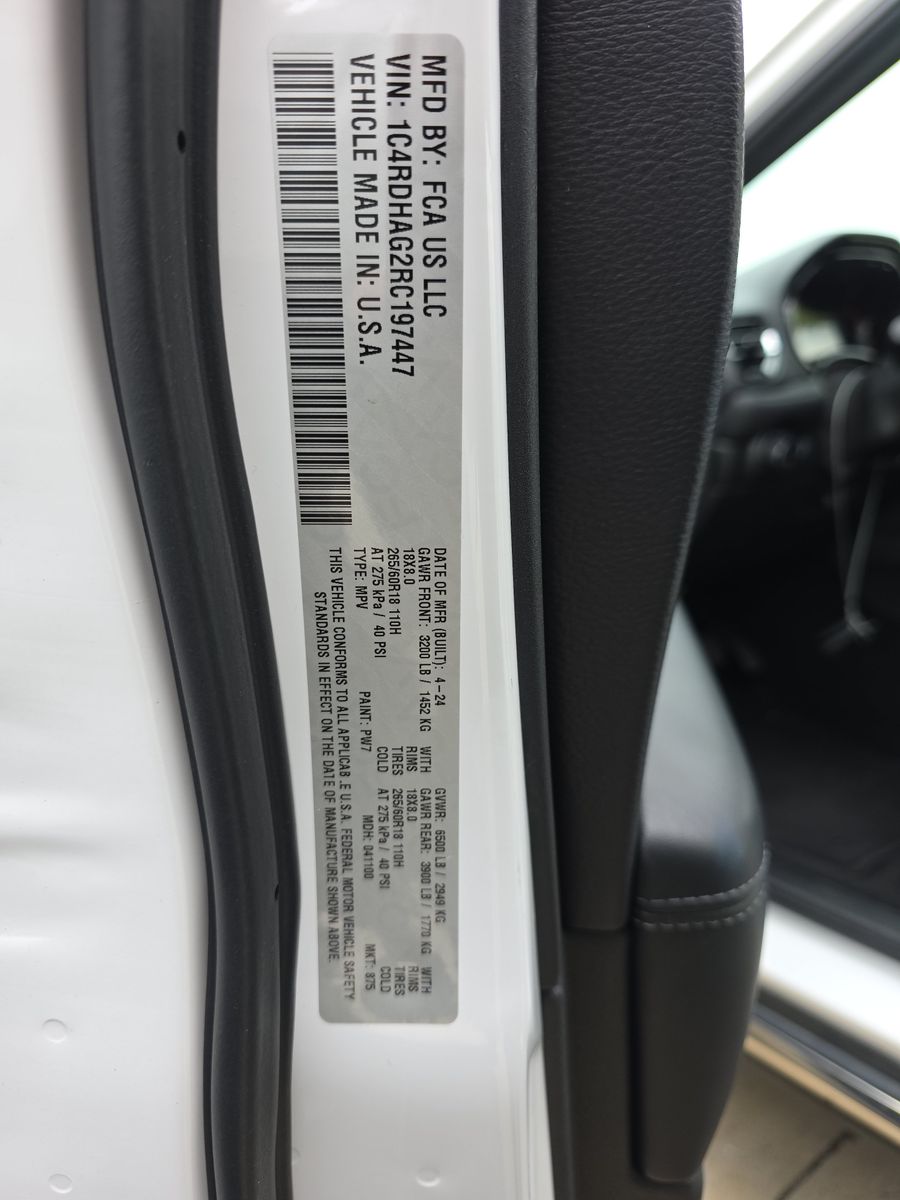 MFD BY: FCA US LLC
VIN: 1C4RDHAG2RC197447
VEHICLE MADE IN: U.S.A.
DATE OF MFR (BUILT): 4-24 GVWR: 6500 LB / 2949 KG
GAWR FRONT: 3200 LB / 1452 KG WITH GAWR REAR: 3900 LB / 1770 KG WITH
18X8.0 RIMS 18X8.0 RIMS
265/60R18 110H TIRES 265/60R18 110H TIRES
AT 275 kPa / 40 PSI COLD AT 275 kPa / 40 PSI COLD
TYPE: MPV PAINT: PW7 MDH: 041100 MKT: 875
THIS VEHICLE CONFORMS TO ALL APPLICABLE U.S.A. FEDERAL MOTOR VEHICLE SAFETY
STANDARDS IN EFFECT ON THE DATE OF MANUFACTURE SHOWN ABOVE.